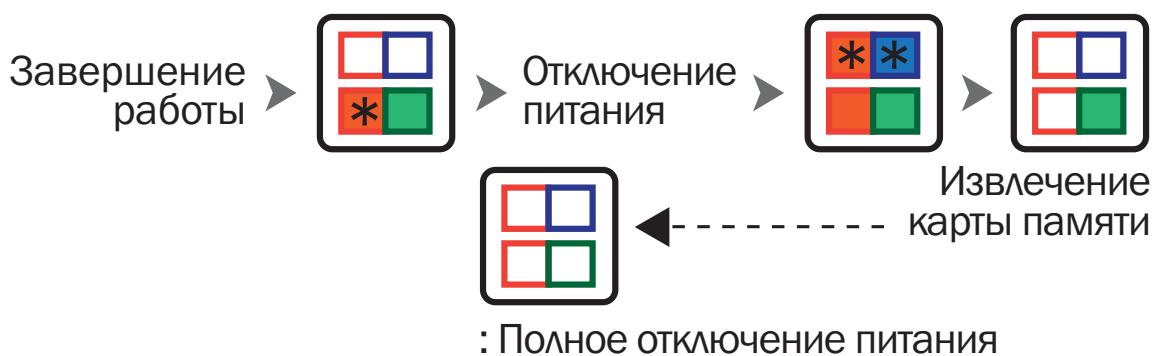 Завершение
работы
Отключение
питания
Извлечение
карты памяти
: Полное отключение питания